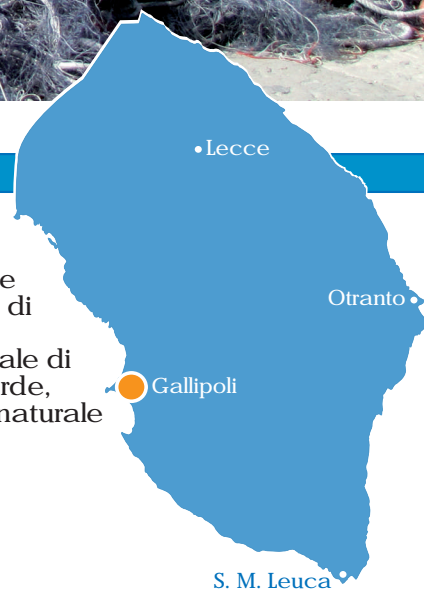 Lecce
e
di
Otranto
ale di
rde,
Gallipoli
naturale
S. M. Leuca